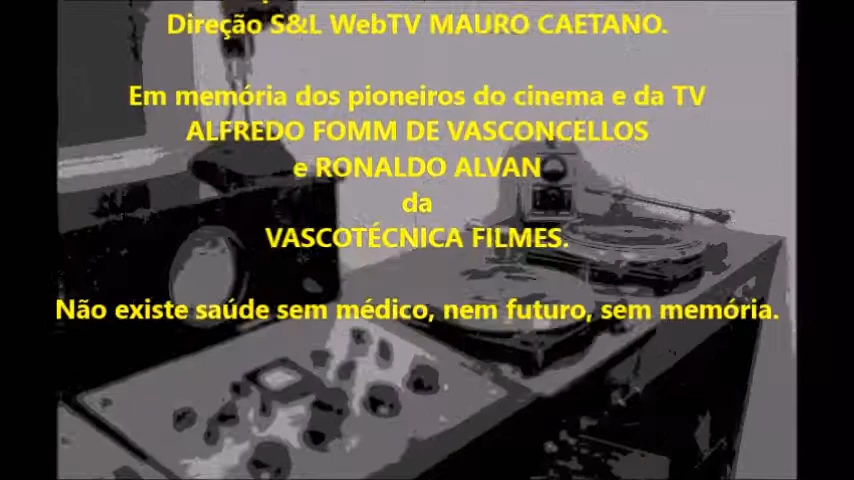 Direção S&L WebTV MAURO CAETANO.
Em memória dos pioneiros do cinema e da TV
ALFREDO FOMM DE VASCONCELLOS
e RONALDO ALVAN
da
VASCOTÉCNICA FILMES.
Não existe saúde sem médico, nem futuro, sem memória.